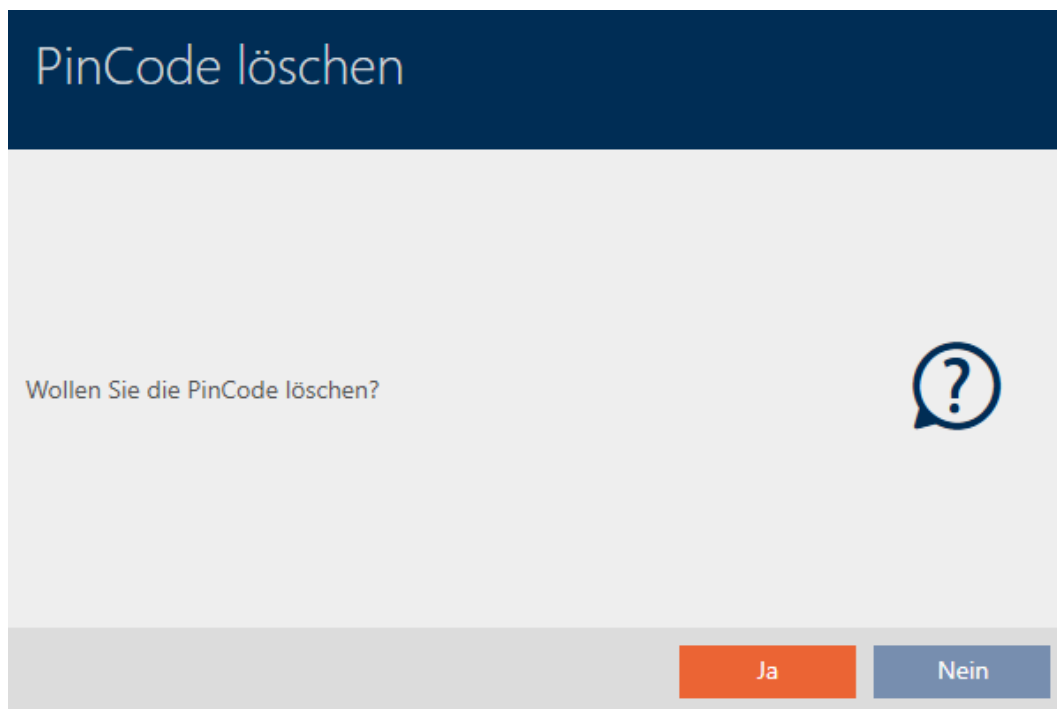 PinCode löschen
Wollen Sie die PinCode löschen?
?
Ja
Nein